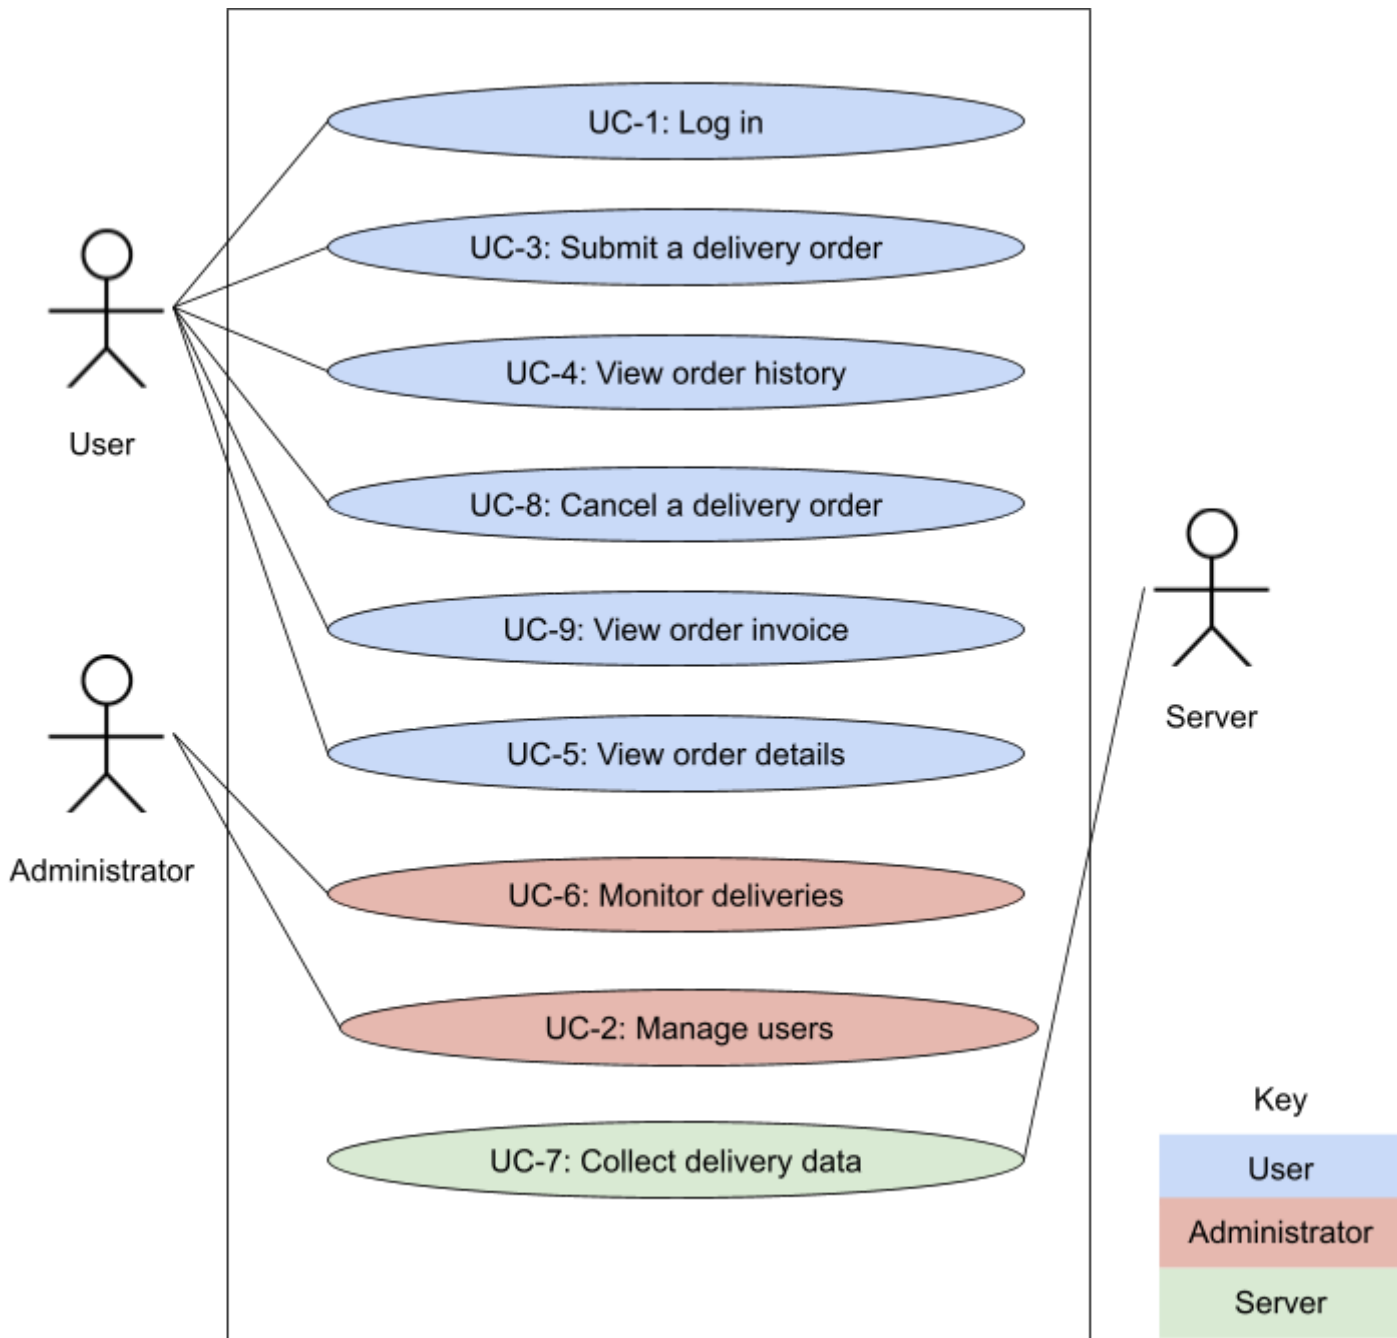 UC-1: Log in
UC-3: Submit a delivery order
UC-4: View order history
User
UC-8: Cancel a delivery order
UC-9: View order invoice
Server
UC-5: View order details
Administrator
UC-6: Monitor deliveries
UC-2: Manage users
UC-7: Collect delivery data
Key
User
Administrator
Server